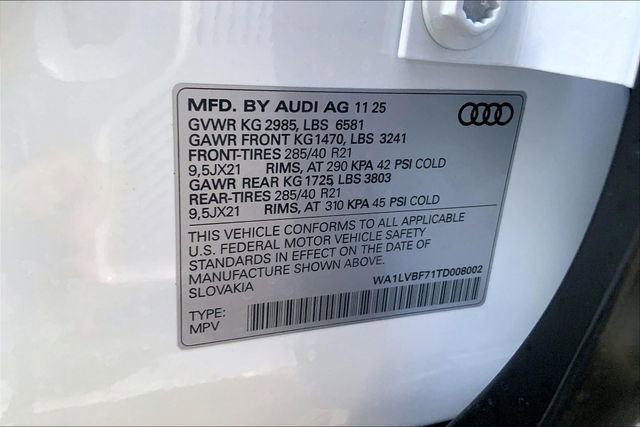 MFD. BY AUDI AG 11 25
GVWR KG 2985, LBS 6581
GAWR FRONT KG1470, LBS 3241
FRONT-TIRES 285/40 R21
9,5JX21 RIMS, AT 290 KPA 42 PSI COLD
GAWR REAR KG 1725, LBS 3803
REAR-TIRES 285/40 R21
9,5JX21 RIMS, AT 310 KPA 45 PSI COLD
THIS VEHICLE CONFORMS TO ALL APPLICABLE
U.S. FEDERAL MOTOR VEHICLE SAFETY
STANDARDS IN EFFECT ON THE DATE OF
MANUFACTURE SHOWN ABOVE.
SLOVAKIA
WA1LVBF71TD008002
TYPE:
MPV